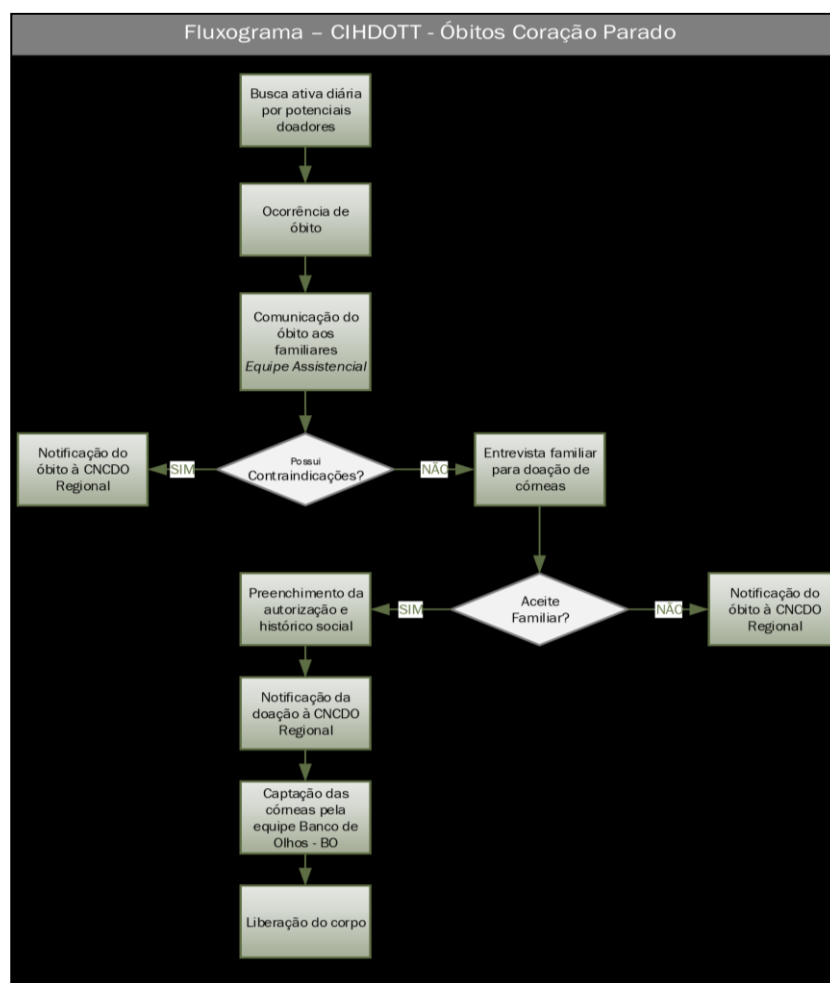 Fluxograma – CIHDOTT - Óbitos Coração Parado
Busca ativa diária
por potenciais
doadores
Ocorrência de
óbito
Comunicação do
óbito aos
familiares
Equipe Assistencial
Notificação do
óbito à CNCDO
Regional
SIM
Possui
Contraindicações?
NÃO
Entrevista familiar
para doação de
córneas
Preenchimento da
autorização e
histórico social
SIM
Aceite
Familiar?
NÃO
Notificação do
óbito à CNCDO
Regional
Notificação da
doação à CNCDO
Regional
Captação das
córneas pela
equipe Banco de
Olhos - BO
Liberação do corpo